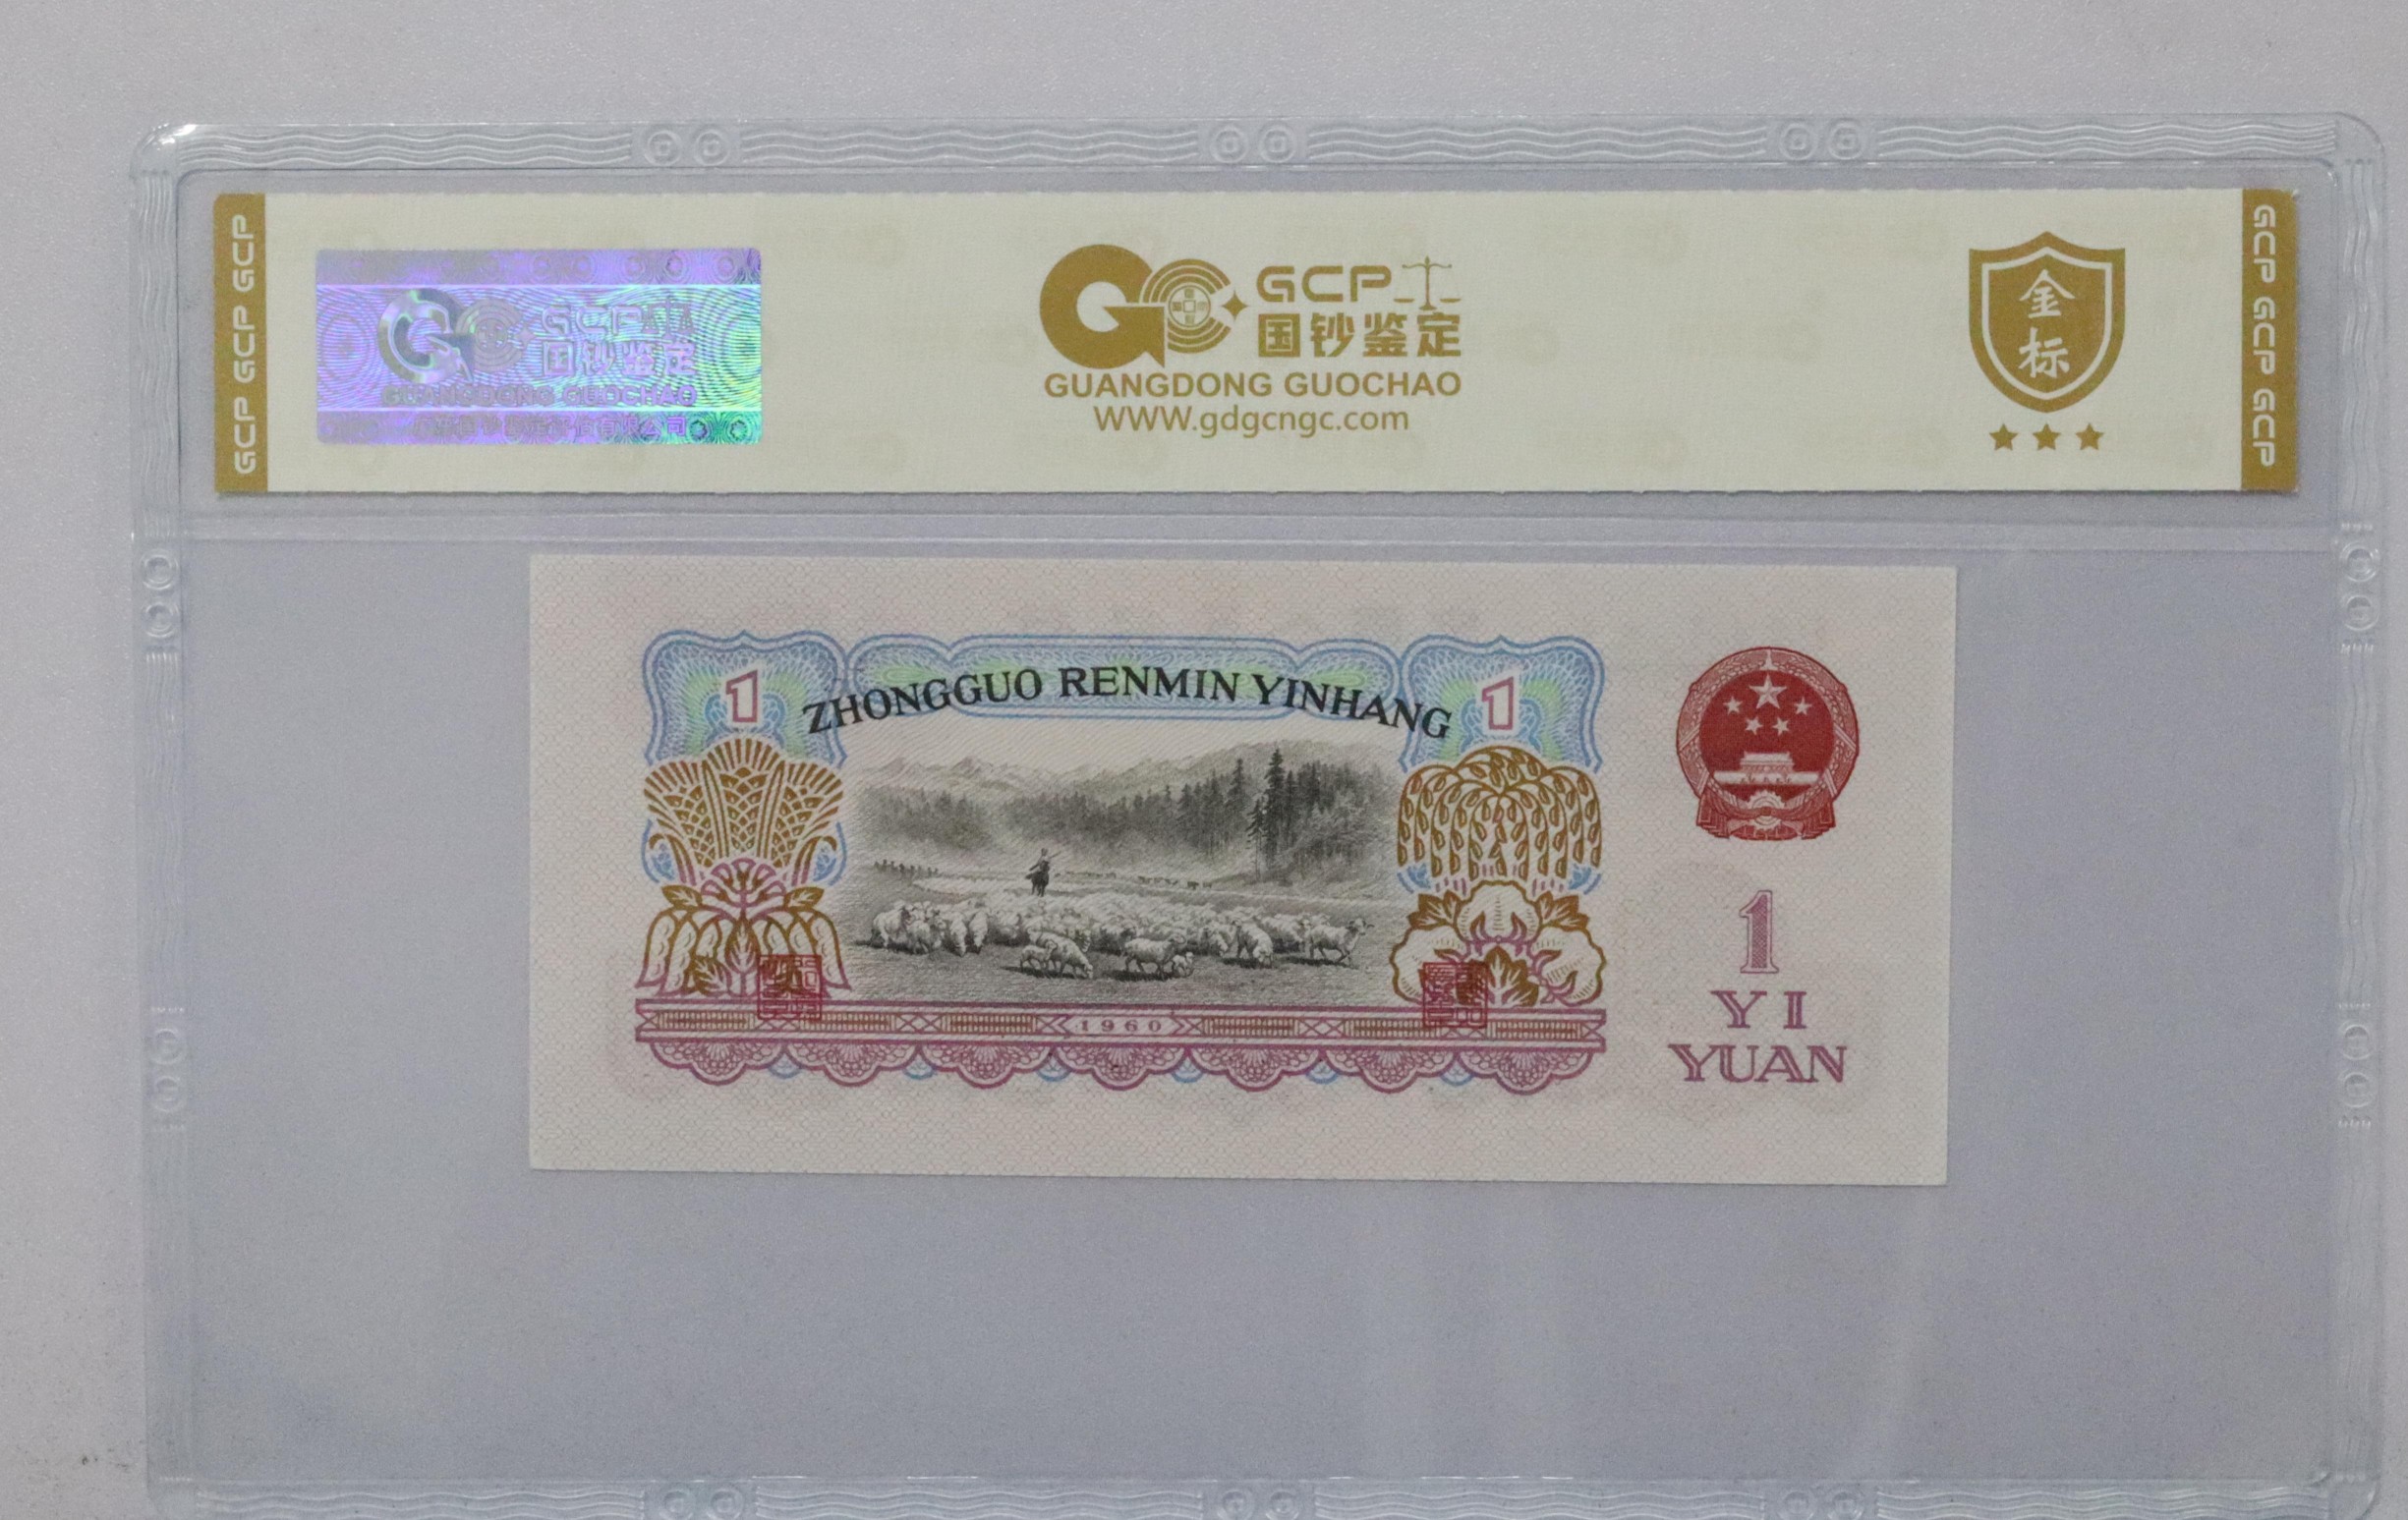 GCP GCP GCP
GCP
国钞鉴定
GUANGDONG GUOCHAO
GCP
国钞鉴定
GUANGDONG GUOCHAO
WWW.gdgcngc.com
金
标
GCP GCP GCP
1 ZHONGGUO RENMIN YINHANG 1
1960
1
YI
YUAN